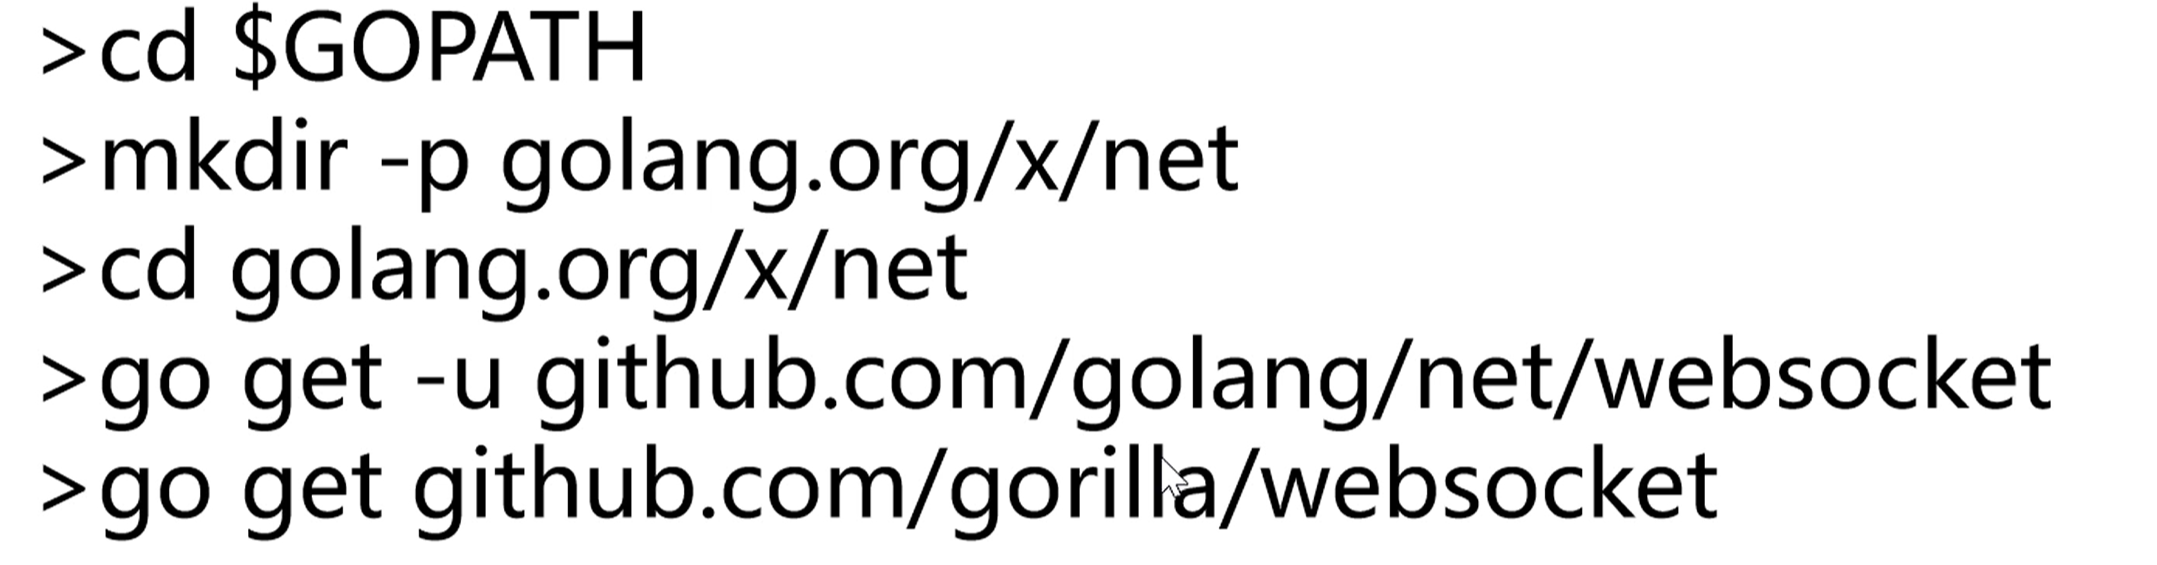 >cd $GOPATH
>mkdir -p golang.org/x/net
>cd golang.org/x/net
>go get -u github.com/golang/net/websocket
>go get github.com/gorilla/websocket